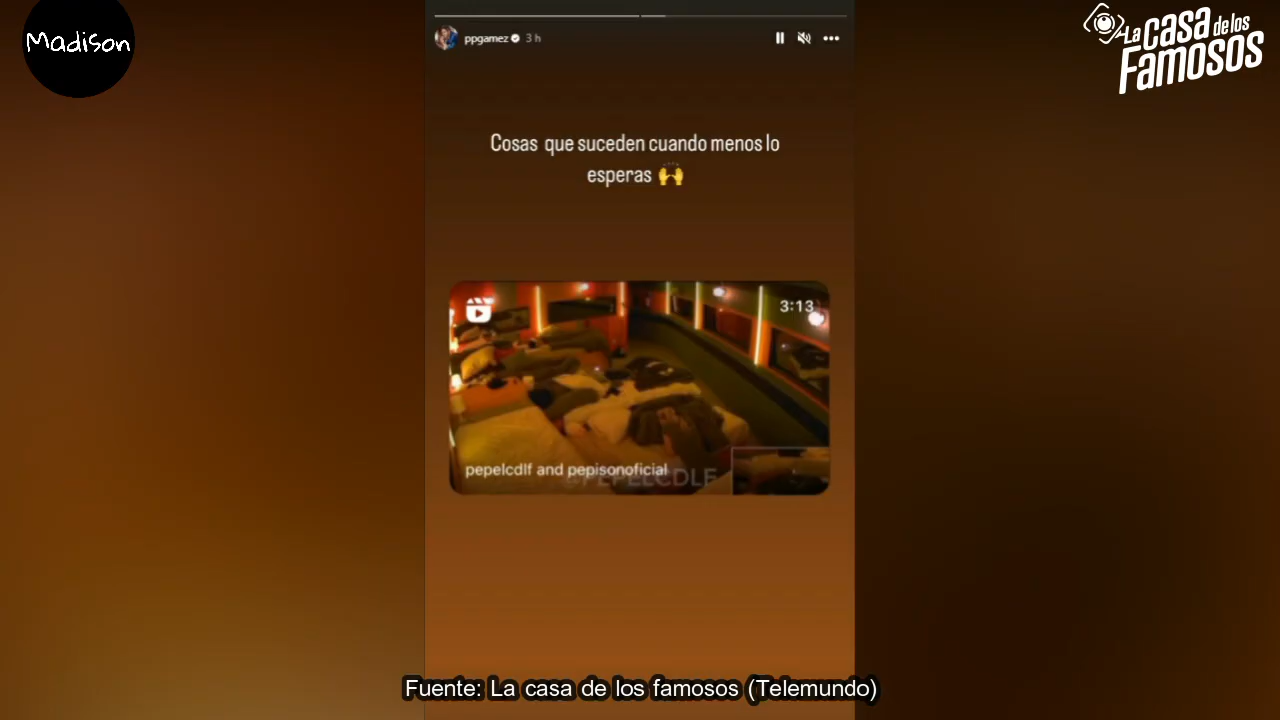 Madison
LA CASA de los
FAMOSOS
ppgamez 3 h
Cosas que suceden cuando menos lo
esperas 🙌
3:13
pepelcdlf and pepisonoficial
@PEPELCDLF
Fuente: La casa de los famosos (Telemundo)